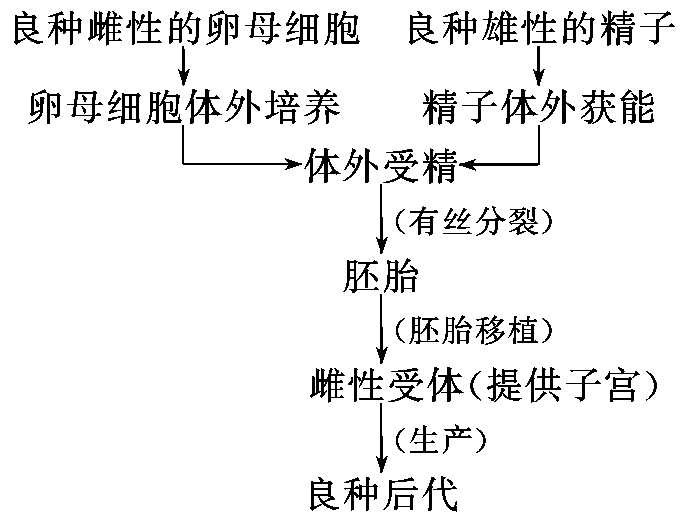 良种雌性的卵母细胞 良种雄性的精子
卵母细胞体外培养 精子体外获能
体外受精
(有丝分裂)
胚胎
(胚胎移植)
雌性受体(提供子宫)
(生产)
良种后代